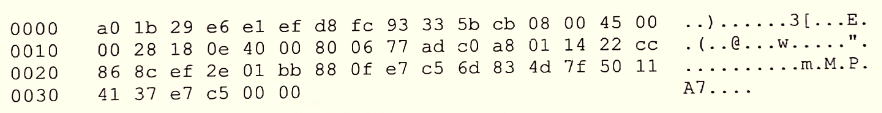 0000 a0 1b 29 e6 e1 ef d8 fc 93 33 5b cb 08 00 45 00 ..)......3[...E.
0010 00 28 18 0e 40 00 80 06 77 ad c0 a8 01 14 22 cc .(..@...w.....".
0020 86 8c ef 2e 01 bb 88 0f e7 c5 6d 83 4d 7f 50 11 ..........m.M.P.
0030 41 37 e7 c5 00 00 A7....